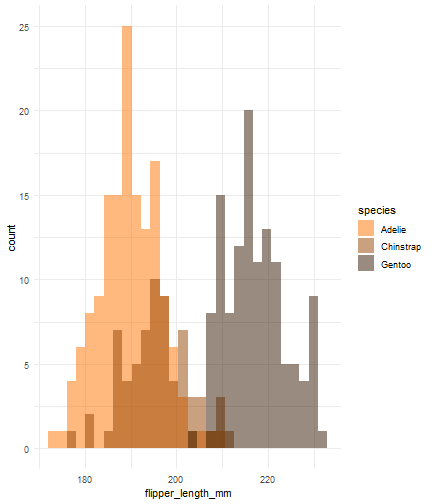 25
20
15
10
5
0
count
180 200 220
flipper_length_mm
species
Adelie
Chinstrap
Gentoo